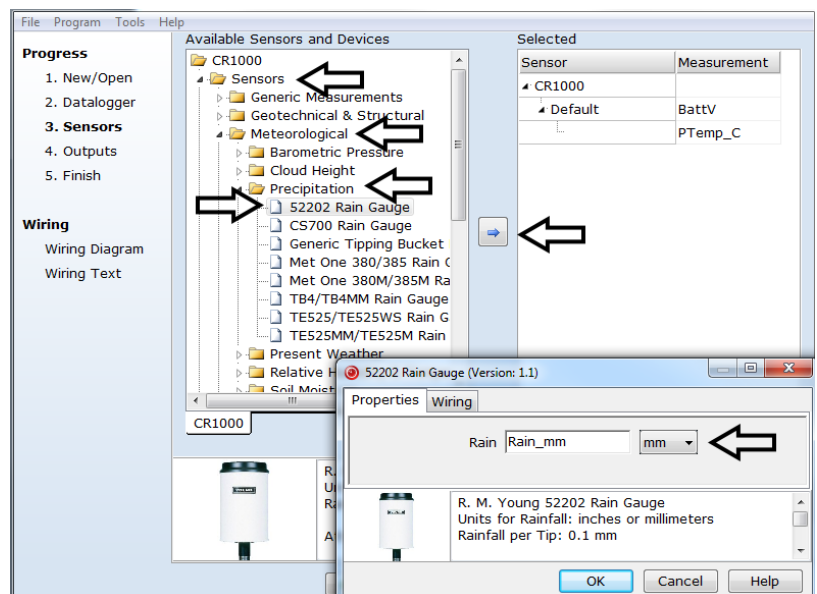 File Program Tools Help
Progress
1. New/Open
2. Datalogger
3. Sensors
4. Outputs
5. Finish
Wiring
Wiring Diagram
Wiring Text
Available Sensors and Devices
CR1000
Sensors
Generic Measurements
Geotechnical & Structural
Meteorological
Barometric Pressure
Cloud Height
Precipitation
52202 Rain Gauge
CS700 Rain Gauge
Generic Tipping Bucket
Met One 380/385 Rain
Met One 380M/385M Ra
TB4/TB4MM Rain Gauge
TE525/TE525WS Rain G
TE525MM/TE525M Rain
Present Weather
Relative H
Soil Moist
CR1000
Selected
Sensor Measurement
CR1000
Default BattV
PTemp_C
R.
Ra
A
52202 Rain Gauge (Version: 1.1)
Properties Wiring
Rain Rain_mm mm
R. M. Young 52202 Rain Gauge
Units for Rainfall: inches or millimeters
Rainfall per Tip: 0.1 mm
OK Cancel Help